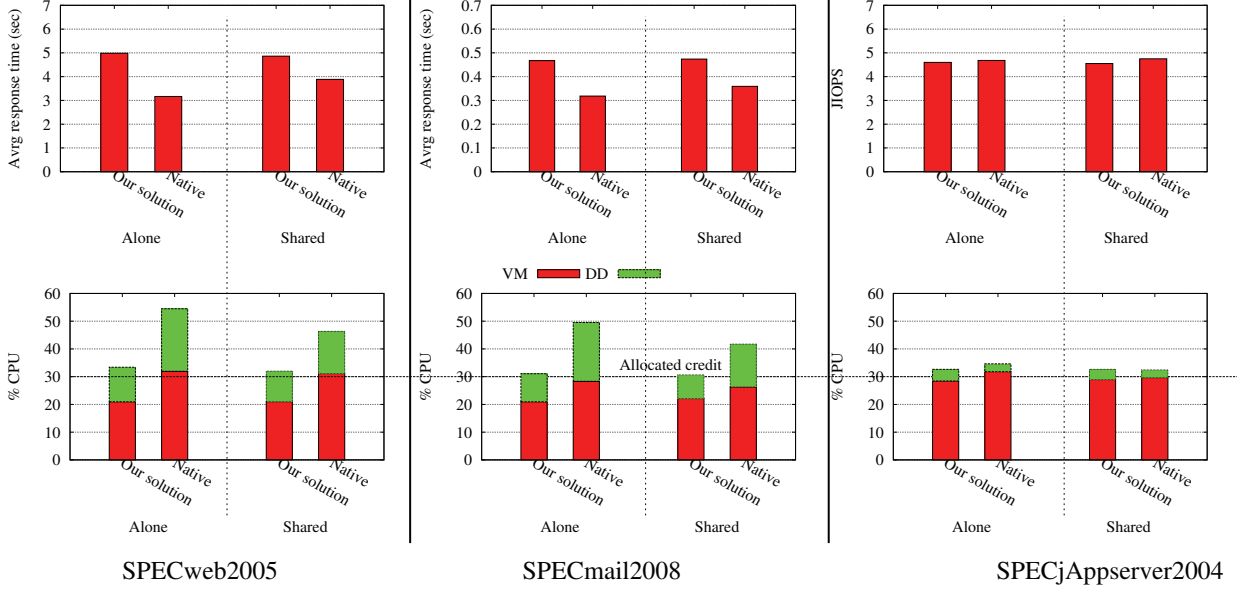 Avrg response time (sec)
7
6
5
4
3
2
1
0
Our solution
Native
Our solution
Native
Alone
Shared
Avrg response time (sec)
0.7
0.6
0.5
0.4
0.3
0.2
0.1
0
Our solution
Native
Our solution
Native
Alone
Shared
JIOPS
7
6
5
4
3
2
1
0
Our solution
Native
Our solution
Native
Alone
Shared
VM DD
% CPU
60
50
40
30
20
10
0
Our solution
Native
Our solution
Native
Alone
Shared
% CPU
60
50
40
30
20
10
0
Allocated credit
Our solution
Native
Our solution
Native
Alone
Shared
% CPU
60
50
40
30
20
10
0
Our solution
Native
Our solution
Native
Alone
Shared
SPECweb2005
SPECmail2008
SPECjAppserver2004